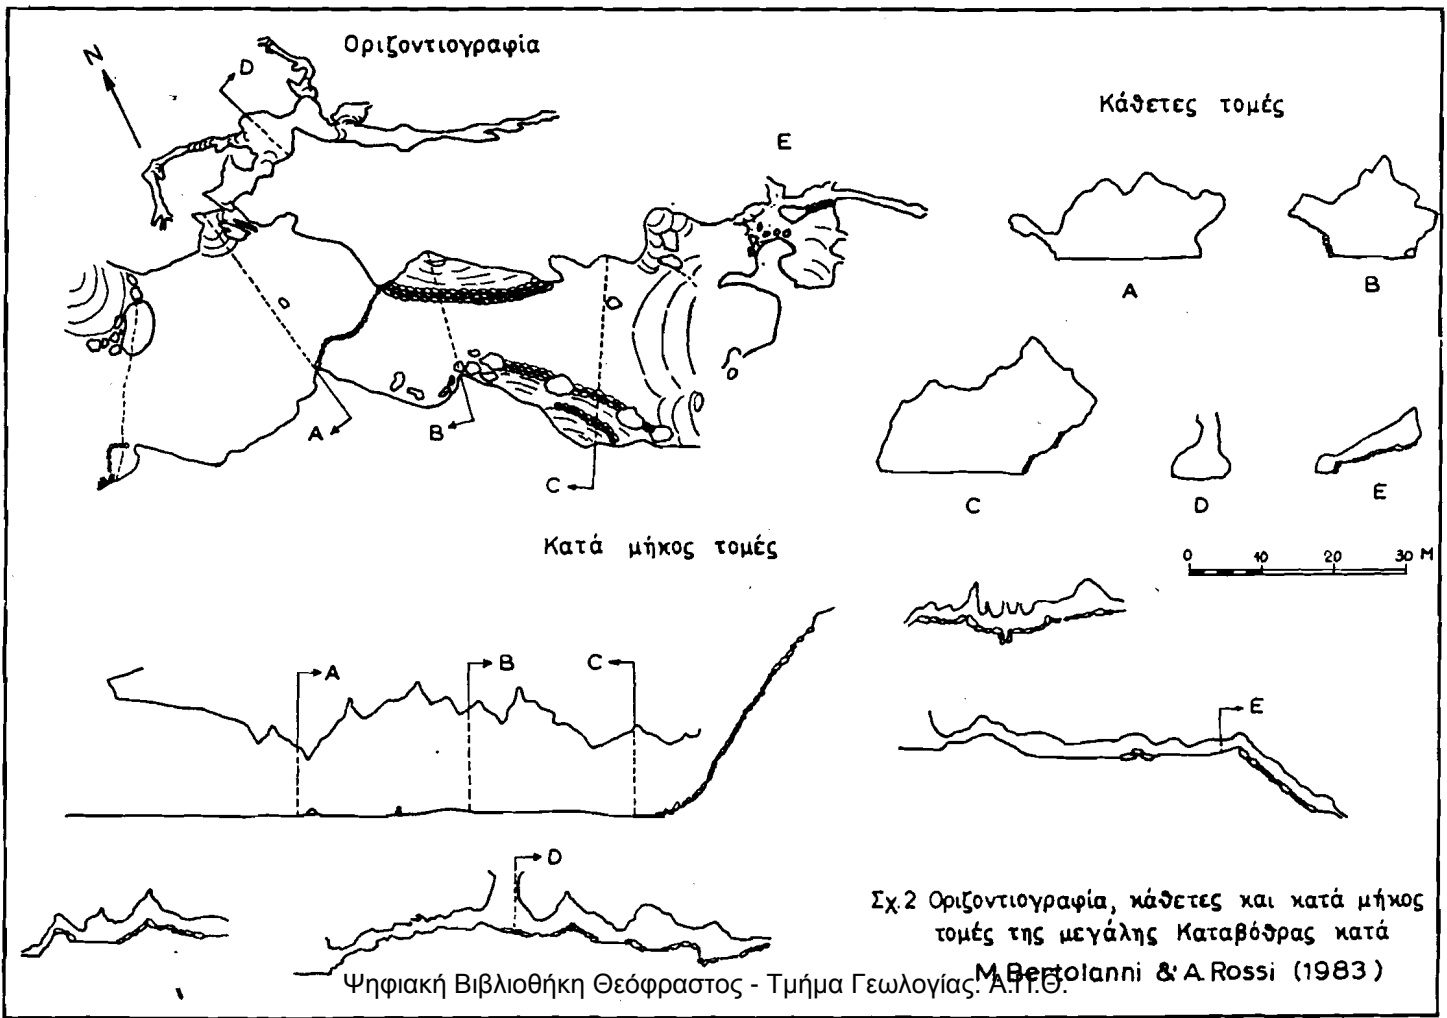 Οριζοντιογραφία
N
D
E
A
B
C
Κάθετες τομές
A
B
C
D
E
0 10 20 30 M
Κατά μήκος τομές
A
B
C
E
D
Σχ.2 Οριζοντιογραφία, κάθετες και κατά μήκος
τομές της μεγάλης Καταβόθρας κατά
M.Bertolanni & A.Rossi (1983)
Ψηφιακή Βιβλιοθήκη Θεόφραστος - Τμήμα Γεωλογίας. Α.Π.Θ.